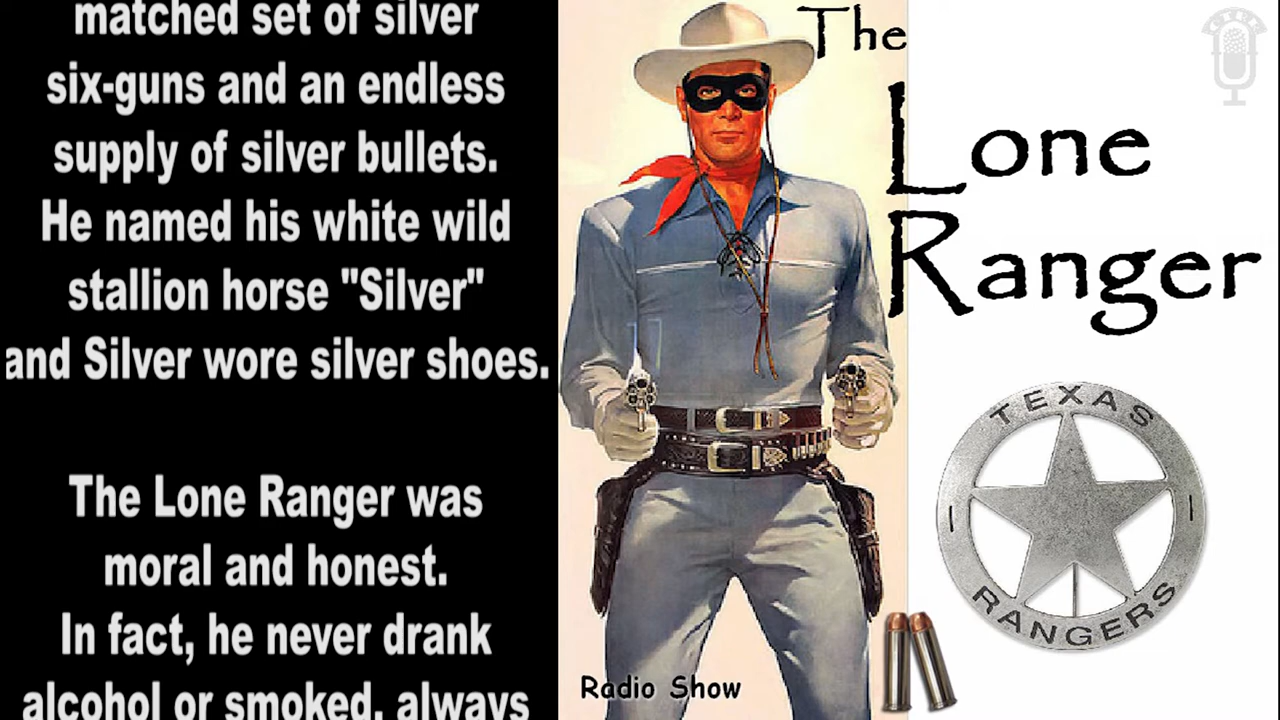 matched set of silver
six-guns and an endless
supply of silver bullets.
He named his white wild
stallion horse "Silver"
and Silver wore silver shoes.
The Lone Ranger was
moral and honest.
In fact, he never drank
alcohol or smoked, always
The
Lone
Ranger
TEXAS
RANGERS
Radio Show